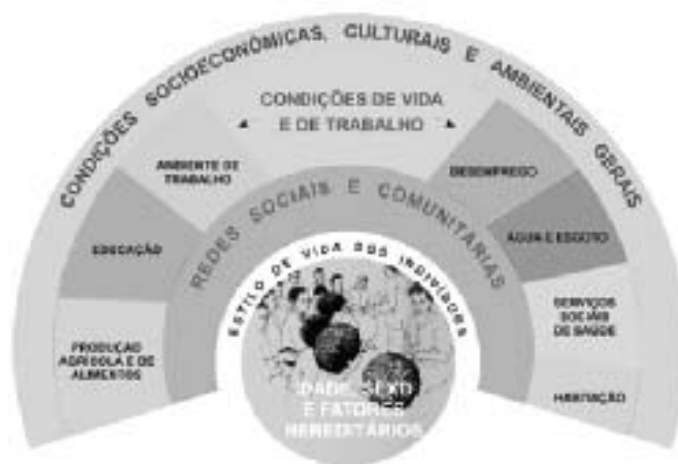 CONDIÇÕES SOCIOECONÔMICAS, CULTURAIS E AMBIENTAIS GERAIS
CONDIÇÕES DE VIDA
E DE TRABALHO
AMBIENTE DE
TRABALHO
DESEMPREGO
REDES SOCIAIS E COMUNITÁRIAS
EDUCAÇÃO
ÁGUA E ESGOTO
ESTILO DE VIDA DOS INDIVÍDUOS
SERVIÇOS
SOCIAIS
DE SAÚDE
PRODUÇÃO
AGRÍCOLA E DE
ALIMENTOS
HABITAÇÃO
IDADE, SEXO
E FATORES
HEREDITÁRIOS